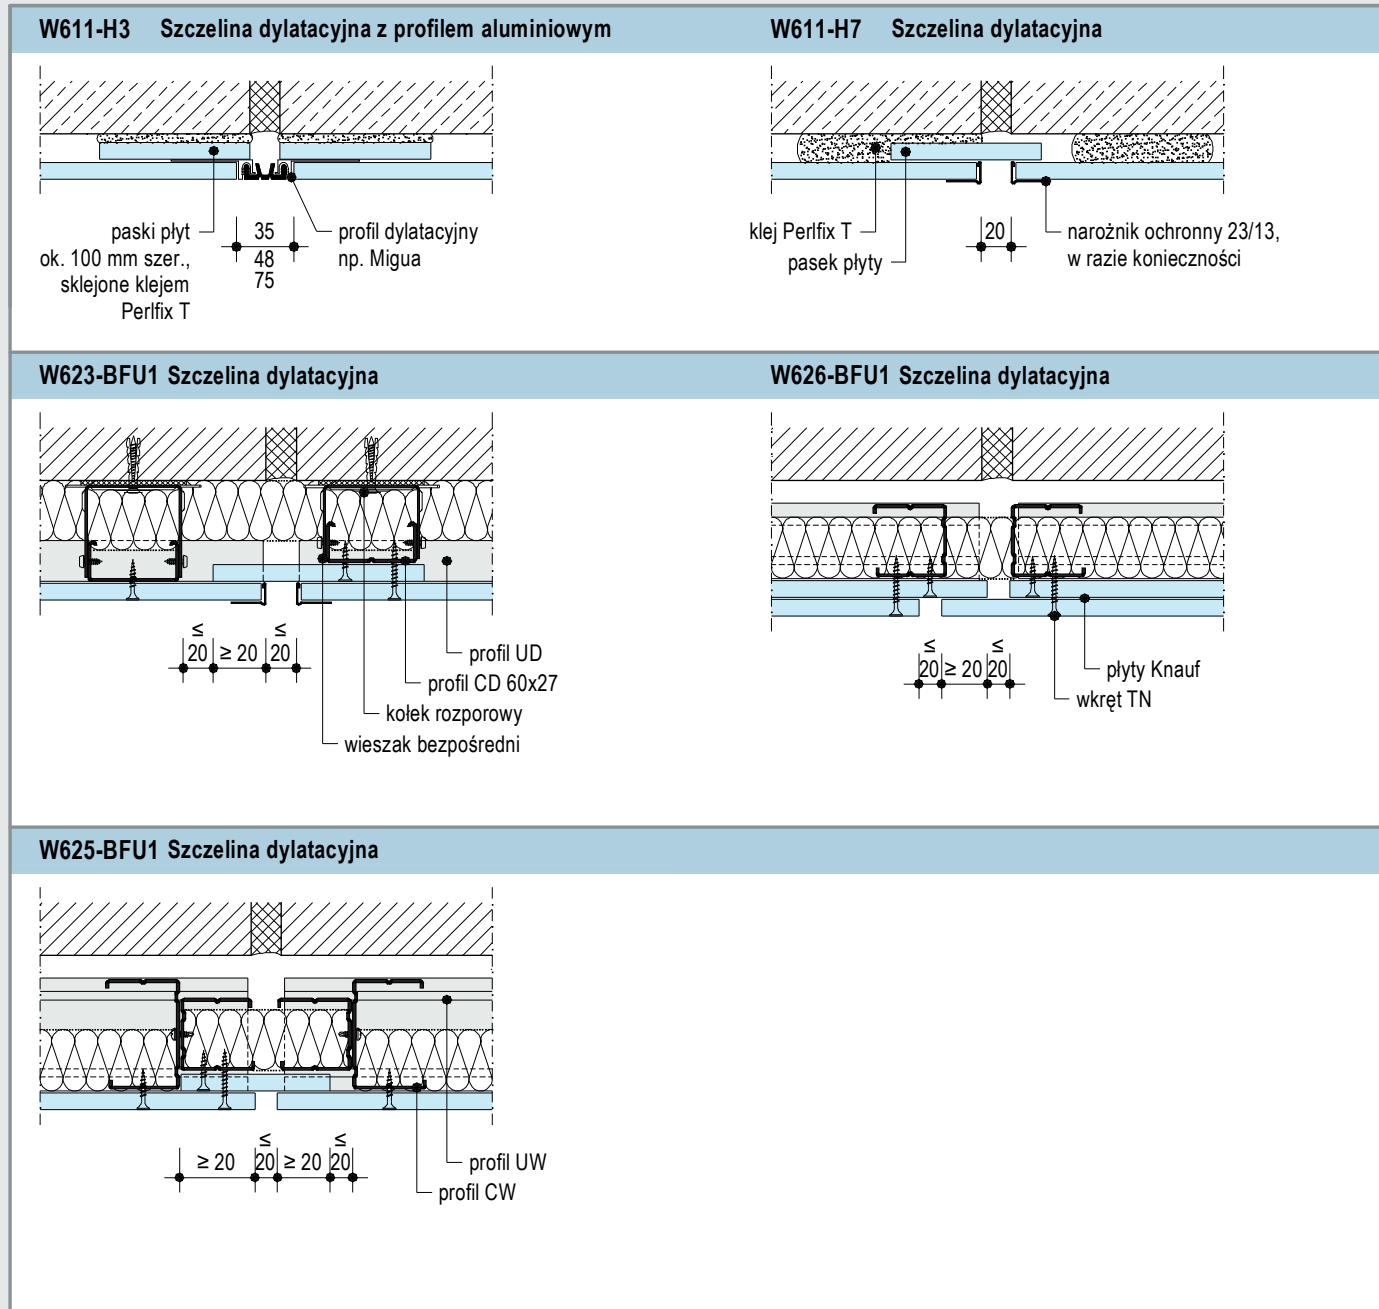 W611-H3 Szczelina dylatacyjna z profilem aluminiowym
paski płyt
ok. 100 mm szer.,
sklejone klejem
Perlfix T
35
48
75
profil dylatacyjny
np. Migua
W611-H7 Szczelina dylatacyjna
klej Perlfix T
pasek płyty
20
narożnik ochronny 23/13,
w razie konieczności
W623-BFU1 Szczelina dylatacyjna
≤ ≤
20 ≥ 20 20
profil UD
profil CD 60x27
kołek rozporowy
wieszak bezpośredni
W626-BFU1 Szczelina dylatacyjna
≤ ≤
20 ≥ 20 20
płyty Knauf
wkręt TN
W625-BFU1 Szczelina dylatacyjna
≤ ≤
≥ 20 20 ≥ 20 20
profil UW
profil CW